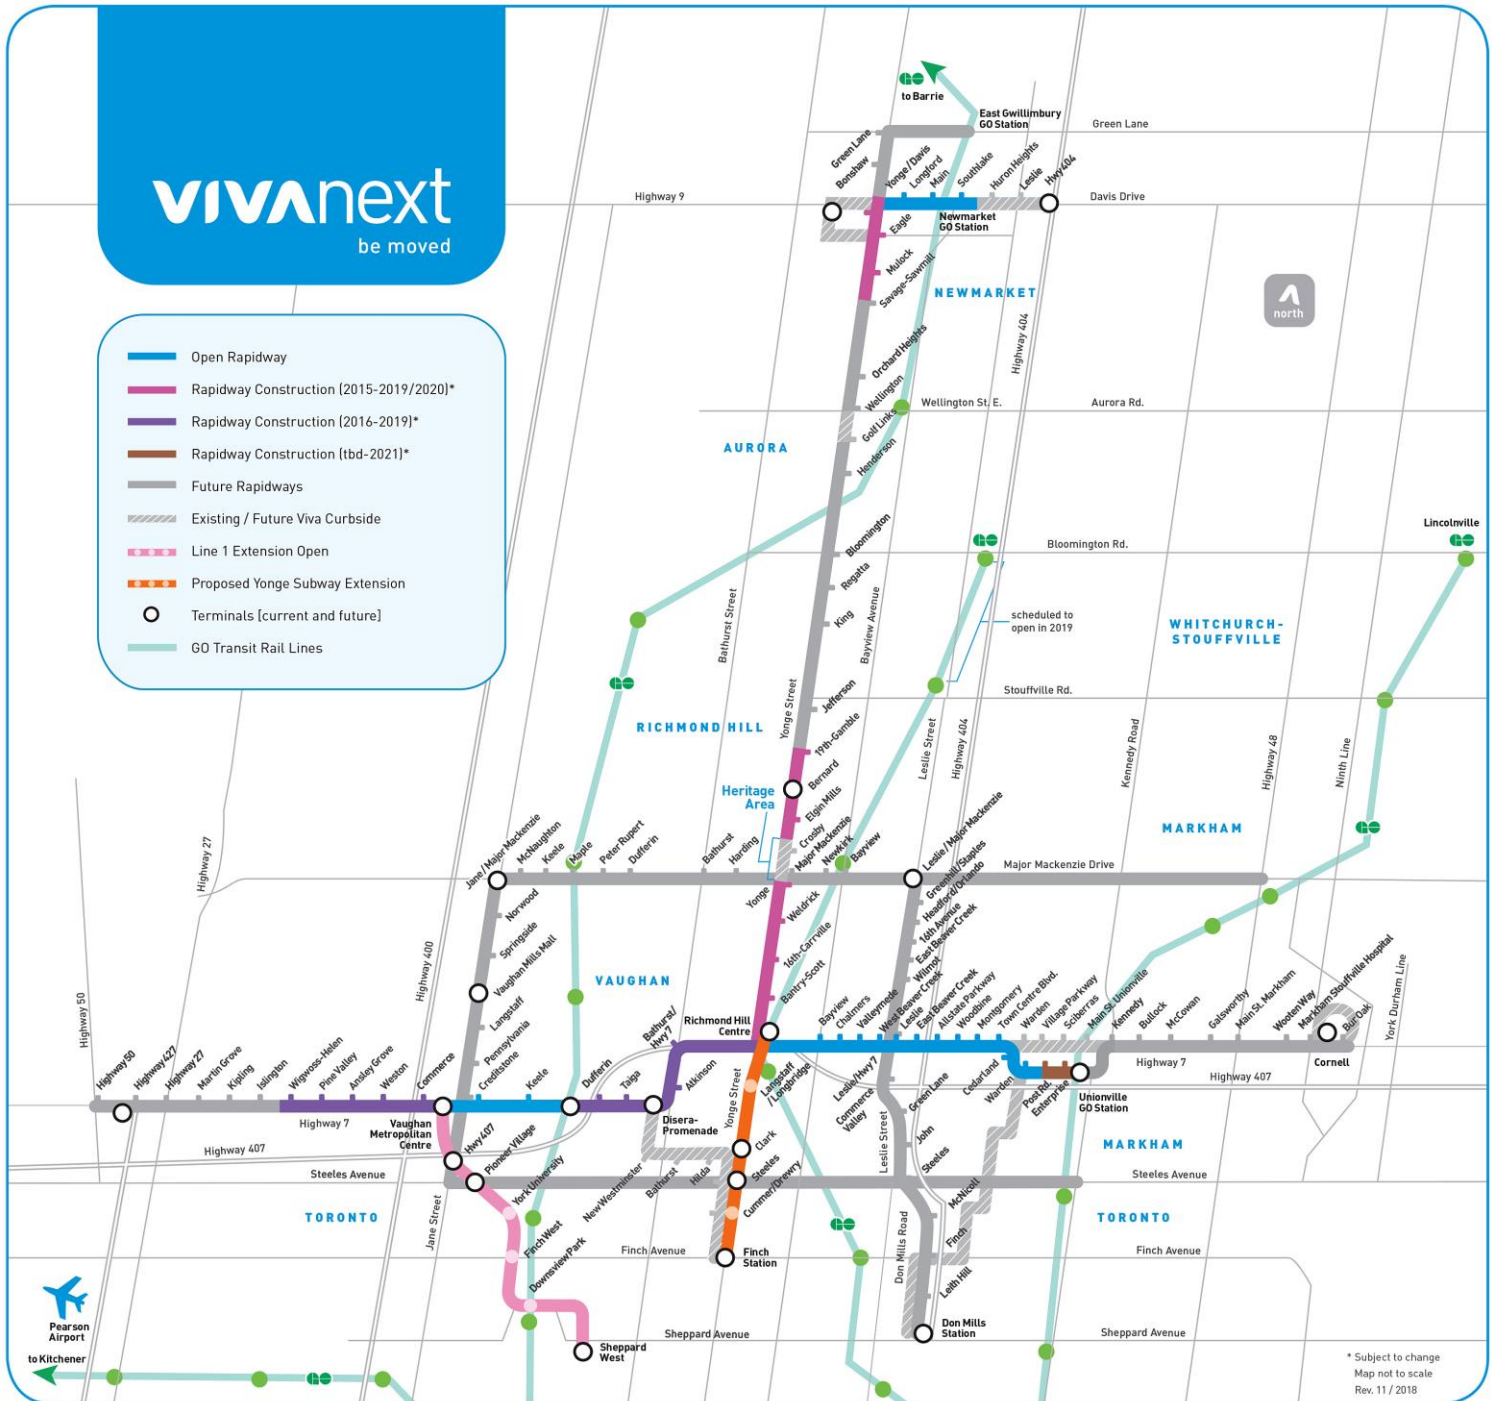 vivanext
be moved
Open Rapidway
Rapidway Construction (2015-2019/2020)*
Rapidway Construction (2016-2019)*
Rapidway Construction (tbd-2021)*
Future Rapidways
Existing / Future Viva Curbside
Line 1 Extension Open
Proposed Yonge Subway Extension
Terminals [current and future]
GO Transit Rail Lines
to Barrie
East Gwillimbury
GO Station
Green Lane
Green Lane
Bonshaw
Yonge/Davis
Longford
Main
Southlake
Huron Heights
Leslie
Hwy 404
Highway 9
Davis Drive
Eagle
Newmarket
GO Station
Mulock
Savage-Sawmill
NEWMARKET
north
Highway 404
Orchard Heights
Wellington
Golf Links
Henderson
Wellington St. E.
Aurora Rd.
AURORA
Bloomington
Regatta
King
Jefferson
Bathurst Street
Bayview Avenue
Yonge Street
Bloomington Rd.
Lincolnville
scheduled to
open in 2019
WHITCHURCH-
STOUFFVILLE
Stouffville Rd.
RICHMOND HILL
19th-Gamble
Bernard
Elgin Mills
Crosby
Major Mackenzie
Newkirk
Bayview
Heritage
Area
Leslie Street
Highway 404
Kennedy Road
Highway 48
Ninth Line
MARKHAM
Highway 27
Jane/Major Mackenzie
McNaughton
Keele
Maple
Peter Rupert
Dufferin
Bathurst
Harding
Yonge
Leslie/Major Mackenzie
Greenhill/Staples
Headford/Orlando
16th Avenue
East Beaver Creek
Wilmot
West Beaver Creek
Major Mackenzie Drive
Norwood
Springside
Vaughan Mills Mall
Langstaff
Pennsylvania
Creditstone
Highway 400
Highway 50
VAUGHAN
Weldrick
16th-Carrville
Bantry-Scott
Richmond Hill
Centre
Bayview
Chalmers
Valleymede
Leslie
East Beaver Creek
Allstate Parkway
Woodbine
Montgomery
Town Centre Blvd.
Warden
Village Parkway
Sciberras
Main St. Unionville
Kennedy
Bullock
McCowan
Galsworthy
Main St. Markham
Wooten Way
Markham Stouffville Hospital
Bur Oak
York Durham Line
Cornell
Highway 7
Highway 407
Highway 50
Highway 427
Highway 27
Martin Grove
Kipling
Islington
Wigwoss-Helen
Pine Valley
Ansley Grove
Weston
Commerce
Keele
Dufferin
Taiga
Bathurst/
Hwy 7
Atkinson
Disera-
Promenade
Highway 7
Vaughan
Metropolitan
Centre
Hwy 407
Pioneer Village
Highway 407
Yonge Street
Langstaff
/Longbridge
Leslie/Hwy 7
Commerce
Valley
Green Lane
John
Steeles
Leslie Street
Cedarland
Warden
Post Rd.
Enterprise
Unionville
GO Station
MARKHAM
Steeles Avenue
Steeles Avenue
TORONTO
Jane Street
York University
Finch West
Downsview Park
New Westminster
Bathurst
Hilda
Clark
Steeles
Cummer/Drewry
Finch
Station
Finch Avenue
McNicoll
Finch
Leith Hill
Don Mills Road
Don Mills
Station
TORONTO
Finch Avenue
Sheppard
West
Sheppard Avenue
Sheppard Avenue
Pearson
Airport
to Kitchener
* Subject to change
Map not to scale
Rev. 11 / 2018